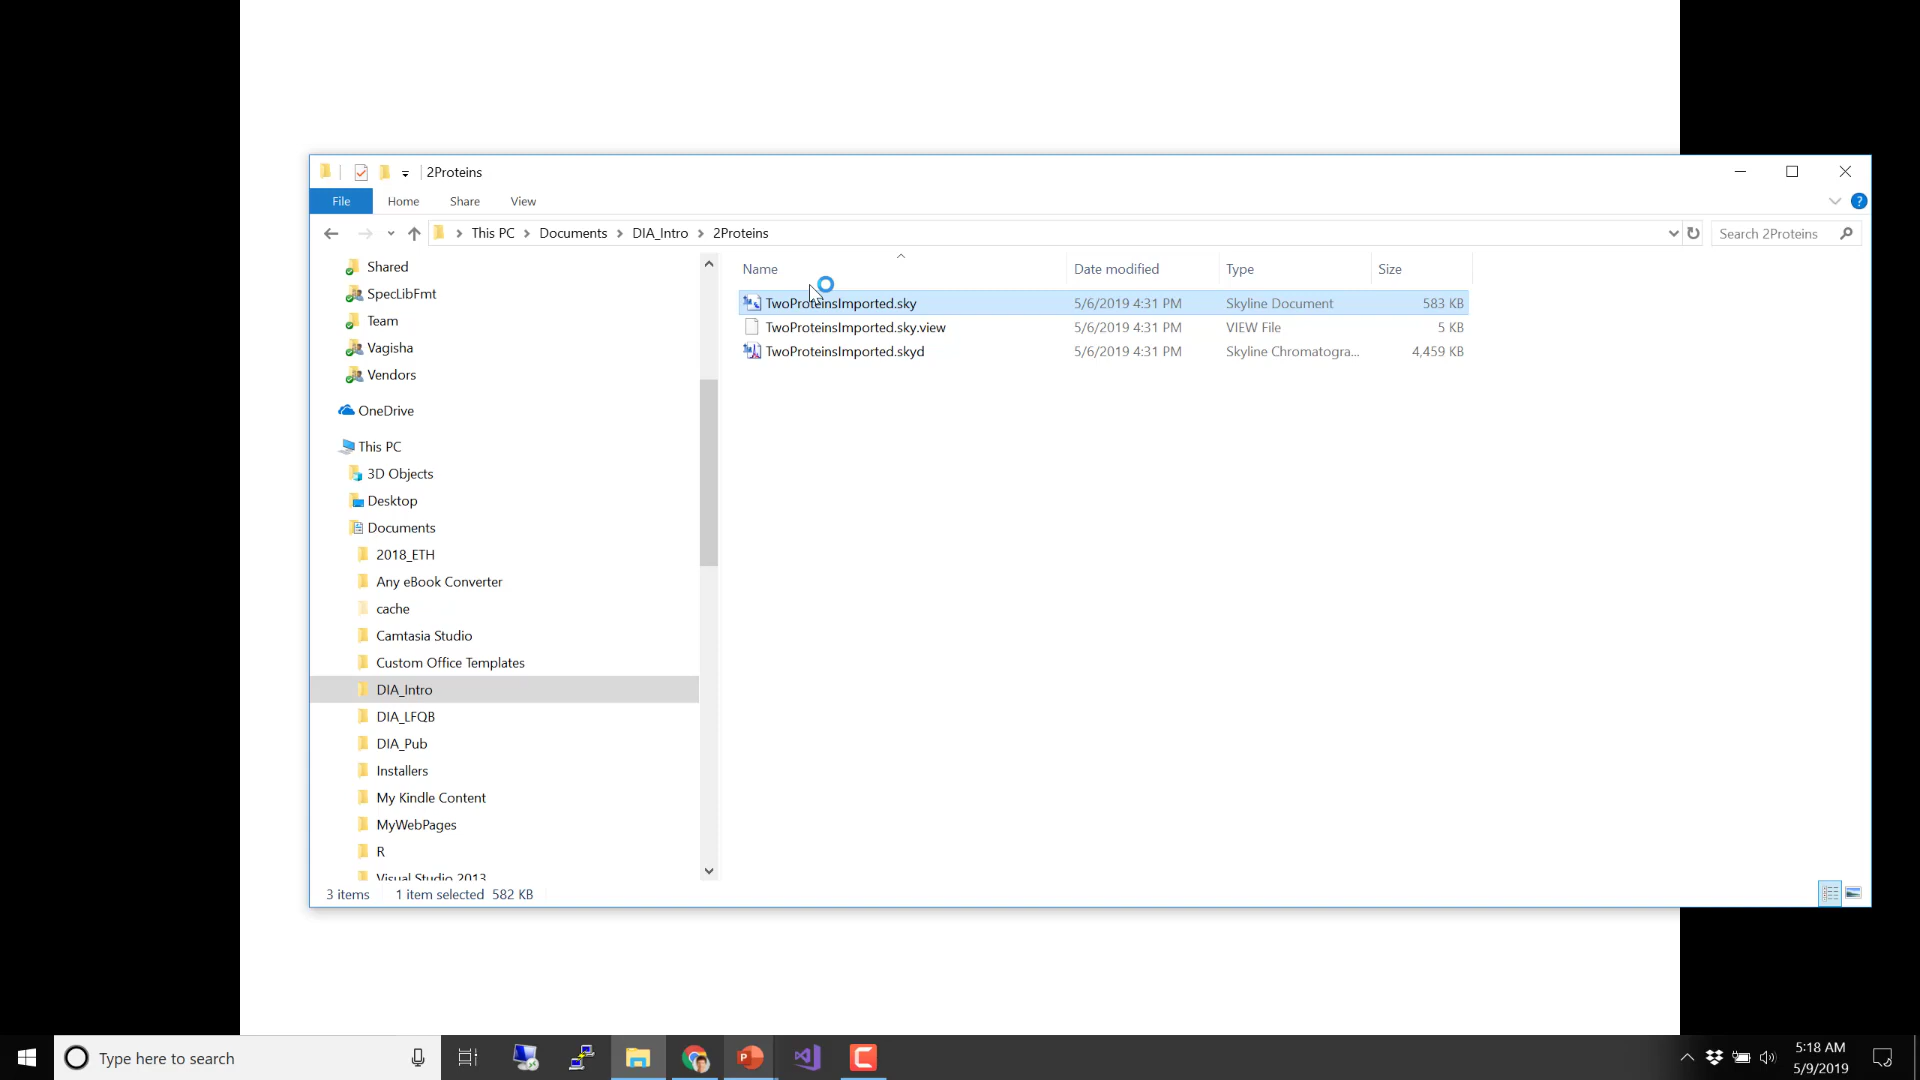 2Proteins
File Home Share View
This PC Documents DIA_Intro 2Proteins
Search 2Proteins
Name Date modified Type Size
TwoProteinsImported.sky 5/6/2019 4:31 PM Skyline Document 583 KB
TwoProteinsImported.sky.view 5/6/2019 4:31 PM VIEW File 5 KB
TwoProteinsImported.skyd 5/6/2019 4:31 PM Skyline Chromatogra... 4,459 KB
Shared
SpecLibFmt
Team
Vagisha
Vendors
OneDrive
This PC
3D Objects
Desktop
Documents
2018_ETH
Any eBook Converter
cache
Camtasia Studio
Custom Office Templates
DIA_Intro
DIA_LFQB
DIA_Pub
Installers
My Kindle Content
MyWebPages
R
Visual Studio 2013
3 items 1 item selected 582 KB
Type here to search
5:18 AM
5/9/2019